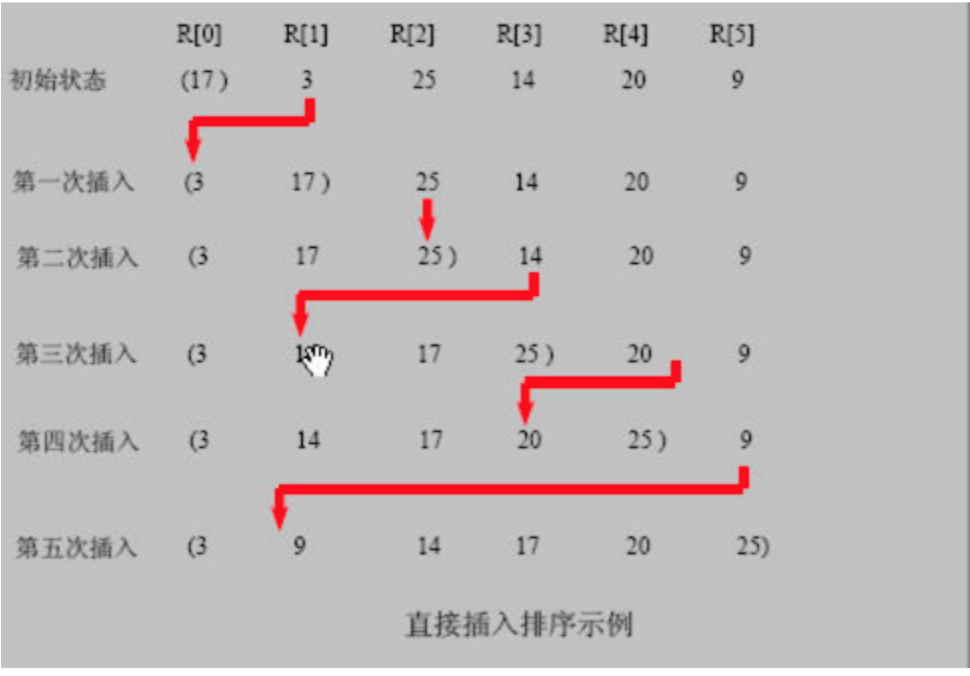 R[0] R[1] R[2] R[3] R[4] R[5]
初始状态 (17) 3 25 14 20 9
第一次插入 (3 17) 25 14 20 9
第二次插入 (3 17 25) 14 20 9
第三次插入 (3 17 25) 20 9
第四次插入 (3 14 17 20 25) 9
第五次插入 (3 9 14 17 20 25)
直接插入排序示例